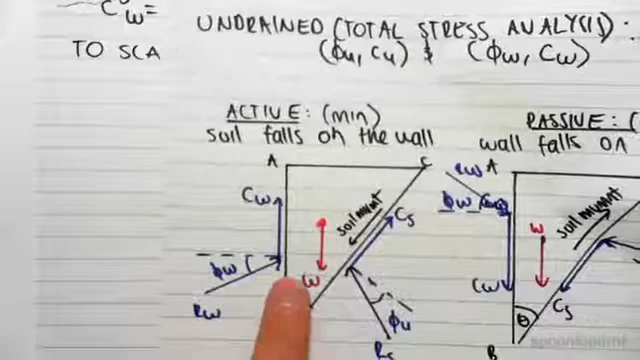 Cw =
TO SCA
UNDRAINED (TOTAL STRESS ANALYSIS):
(ϕu, Cu) & (ϕw, Cw)
ACTIVE: (min)
soil falls on the wall
A
C
Cw
soil mvmt
Cs
W
ϕw
Rw
ϕu
Rs
PASSIVE: (
wall falls on
Rw
A
ϕw
Cw
W
soil mvmt
Cs
θ
B